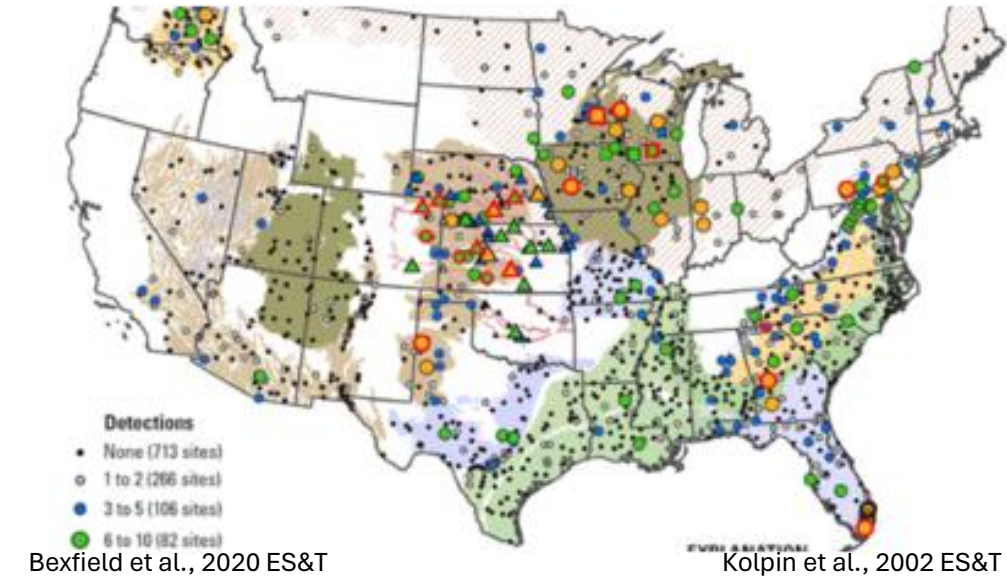 Detections
None (713 sites)
1 to 2 (266 sites)
3 to 5 (106 sites)
6 to 10 (82 sites)
EXPLANATION
Bexfield et al., 2020 ES&T
Kolpin et al., 2002 ES&T